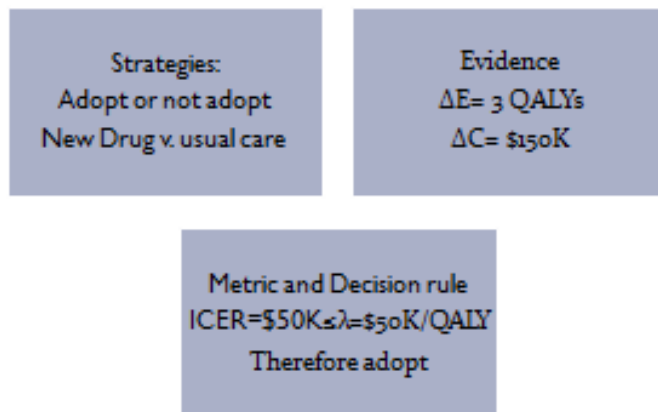 Strategies:
Adopt or not adopt
New Drug v. usual care
Evidence
ΔE= 3 QALYs
ΔC= $150K
Metric and Decision rule
ICER=$50K≤λ=$50K/QALY
Therefore adopt